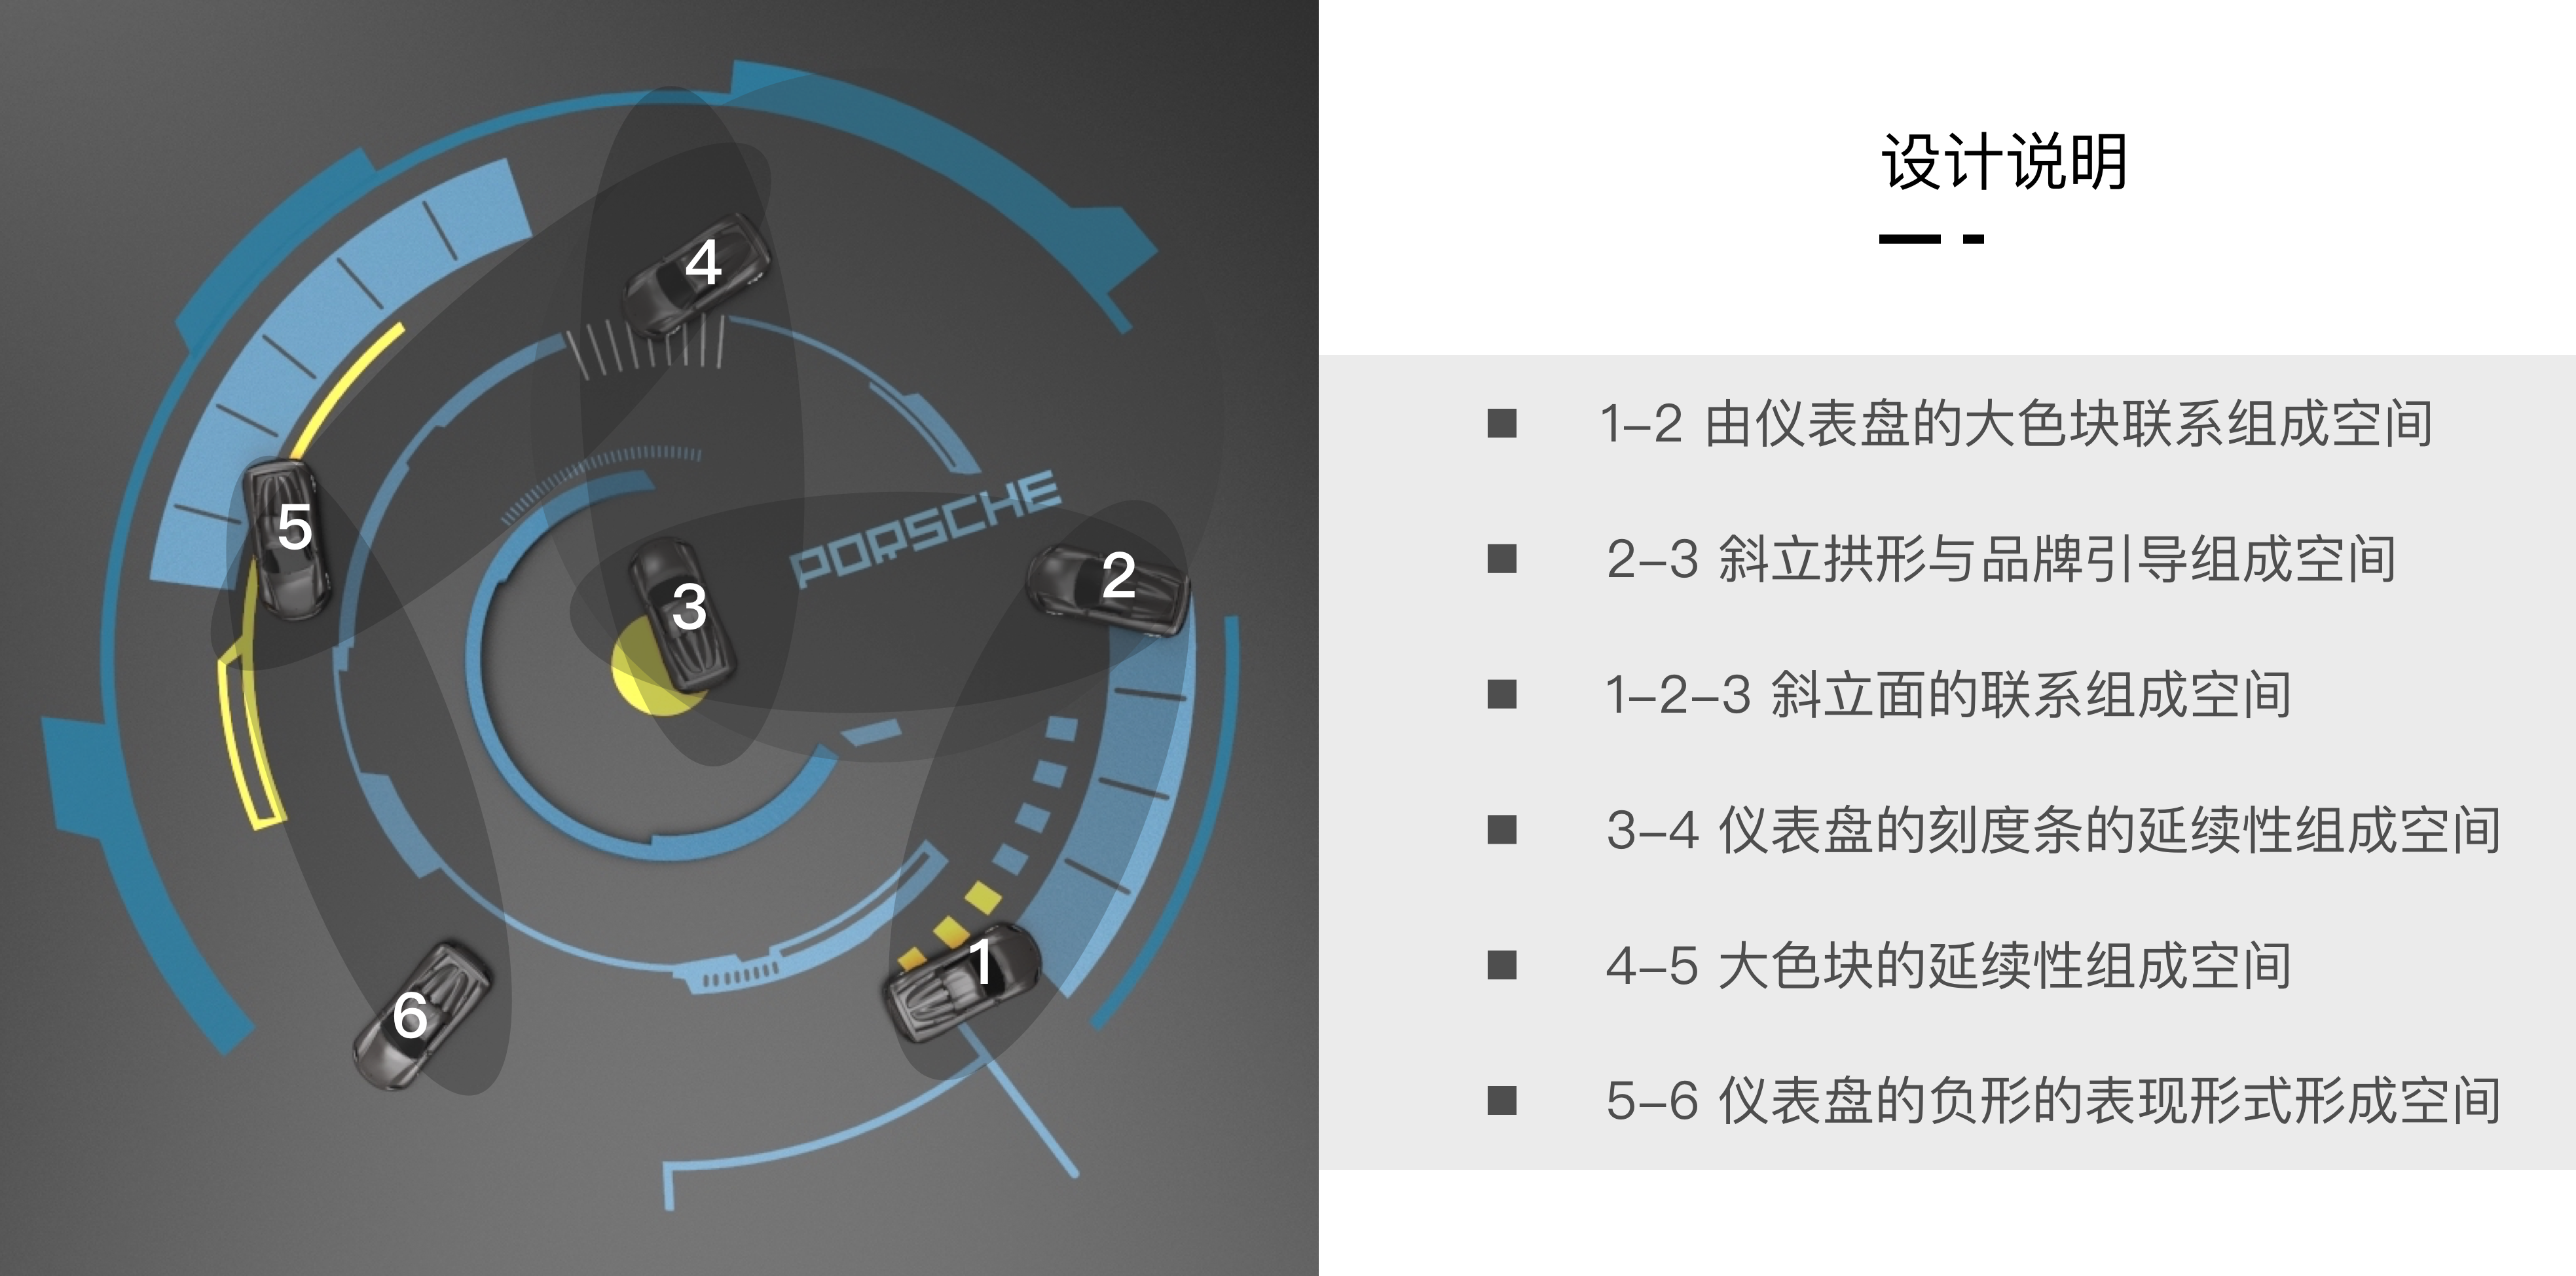 4
5
PORSCHE
2
3
1
6
设计说明
1–2 由仪表盘的大色块联系组成空间
2–3 斜立拱形与品牌引导组成空间
1–2–3 斜立面的联系组成空间
3–4 仪表盘的刻度条的延续性组成空间
4–5 大色块的延续性组成空间
5–6 仪表盘的负形的表现形式形成空间